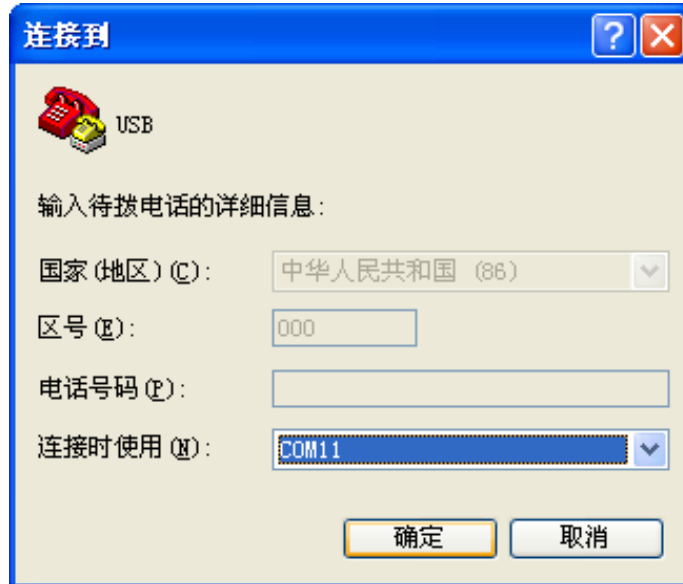 连接到
USB
输入待拨电话的详细信息:
国家(地区)(C): 中华人民共和国 (86)
区号(E): 000
电话号码(P):
连接时使用(N): COM11
确定 取消